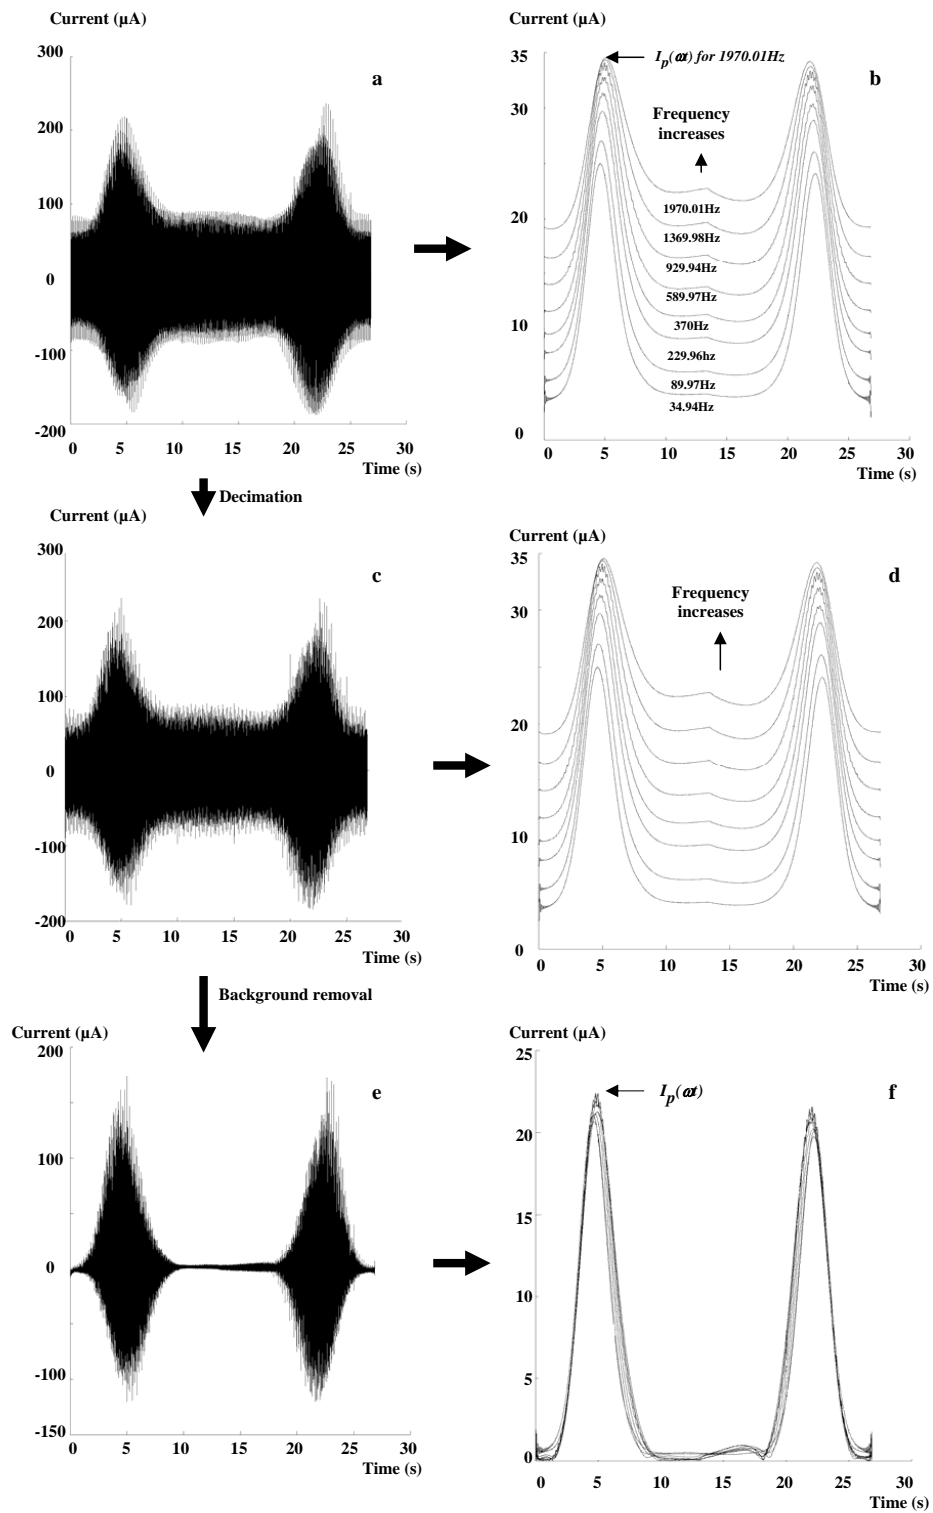 Current (µA)
300
200
100
0
-100
-200
0 5 10 15 20 25 30
Time (s)
a
Current (µA)
35
30
20
10
0
0 5 10 15 20 25 30
Time (s)
b
I_p(ωt) for 1970.01Hz
Frequency
increases
1970.01Hz
1369.98Hz
929.94Hz
589.97Hz
370Hz
229.96hz
89.97Hz
34.94Hz
Decimation
Current (µA)
300
200
100
0
-100
-200
0 5 10 15 20 25 30
Time (s)
c
Current (µA)
35
30
20
10
0
0 5 10 15 20 25 30
Time (s)
d
Frequency
increases
Background removal
Current (µA)
200
100
0
-100
-150
0 5 10 15 20 25 30
Time (s)
e
Current (µA)
25
20
15
10
5
0
0 5 10 15 20 25 30
Time (s)
f
I_p(ωt)